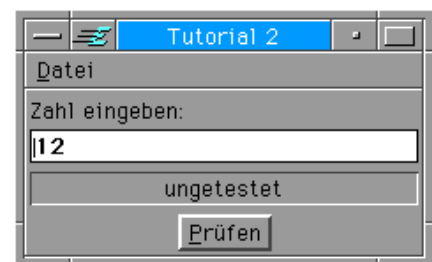 Tutorial 2
Datei
Zahl eingeben:
12
ungetestet
Prüfen